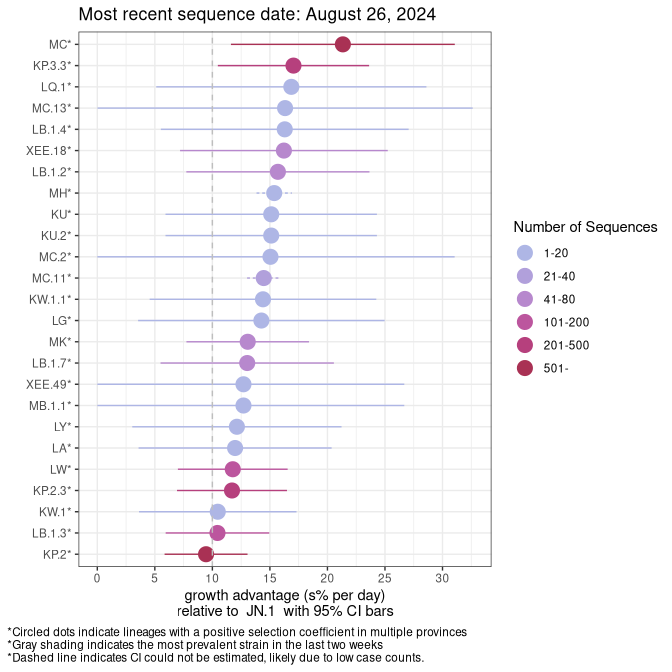 Most recent sequence date: August 26, 2024
MC*
KP.3.3*
LQ.1*
MC.13*
LB.1.4*
XEE.18*
LB.1.2*
MH*
KU*
KU.2*
MC.2*
MC.11*
KW.1.1*
LG*
MK*
LB.1.7*
XEE.49*
MB.1.1*
LY*
LA*
LW*
KP.2.3*
KW.1*
LB.1.3*
KP.2*
0 5 10 15 20 25 30
growth advantage (s% per day)
relative to JN.1 with 95% CI bars
Number of Sequences
1-20
21-40
41-80
101-200
201-500
501-
*Circled dots indicate lineages with a positive selection coefficient in multiple provinces
*Gray shading indicates the most prevalent strain in the last two weeks
*Dashed line indicates CI could not be estimated, likely due to low case counts.